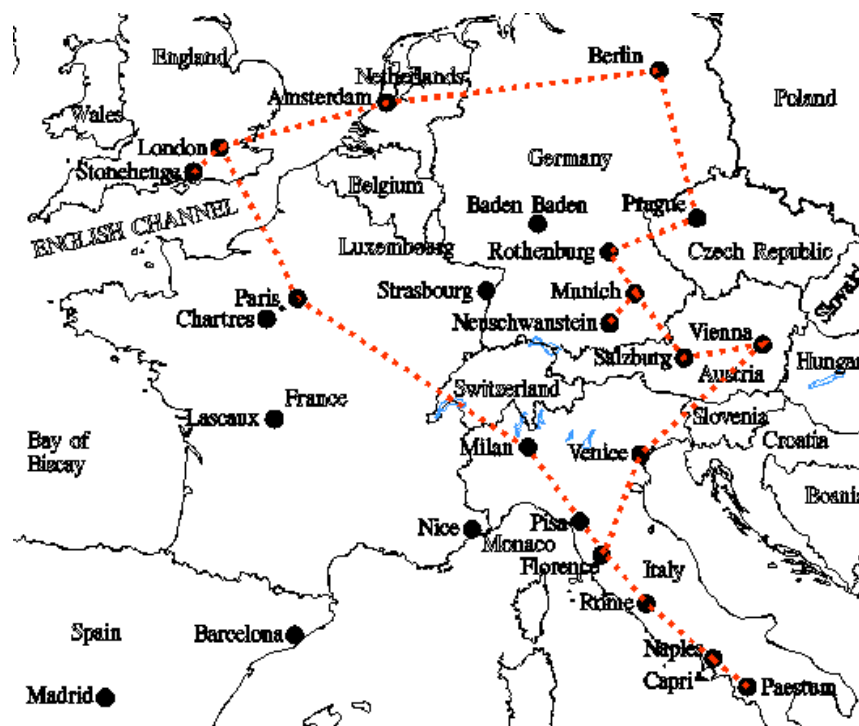 England
Berlin
Netherlands
Amsterdam
Poland
Wales
London
Stonehenge
Germany
Belgium
Baden Baden
Prague
ENGLISH CHANNEL
Luxembourg
Rothenburg
Czech Republic
Paris
Strasbourg
Munich
Slovaki
Chartres
Neuschwanstein
Vienna
Salzburg
Austria
Hungar
Switzerland
France
Lascaux
Slovenia
Bay of
Biscay
Milan
Venice
Croatia
Bosnia
Nice
Pisa
Monaco
Florence
Italy
Rome
Spain
Barcelona
Naples
Capri
Paestum
Madrid